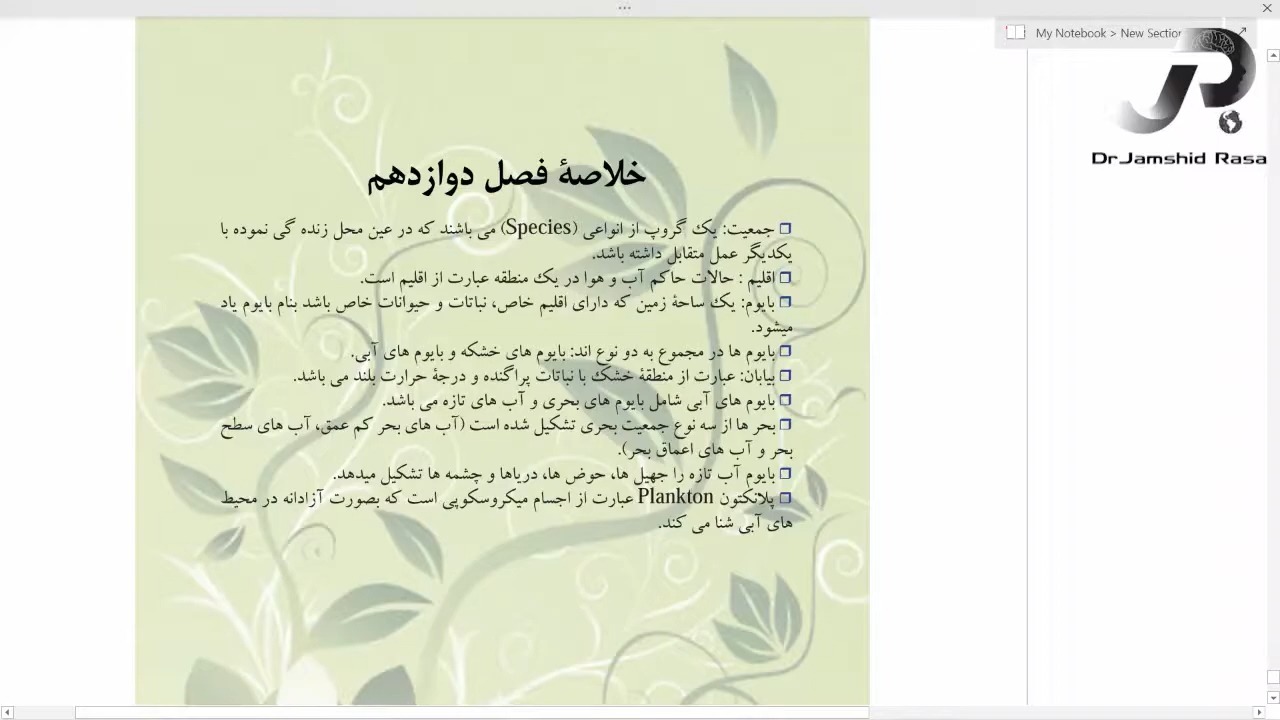 My Notebook > New Section
DrJamshid Rasa
خلاصۀ فصل دوازدهم
❒ جمعیت: یک گروپ از انواعی (Species) می باشند که در عین محل زنده گی نموده با
یکدیگر عمل متقابل داشته باشد.
❒ اقلیم : حالات حاکم آب و هوا در یک منطقه عبارت از اقلیم است.
❒ بایوم: یک ساحۀ زمین که دارای اقلیم خاص، نباتات و حیوانات خاص باشد بنام بایوم یاد
میشود.
❒ بایوم ها در مجموع به دو نوع اند: بایوم های خشکه و بایوم های آبی.
❒ بیابان: عبارت از منطقۀ خشک با نباتات پراگنده و درجۀ حرارت بلند می باشد.
❒ بایوم های آبی شامل بایوم های بحری و آب های تازه می باشد.
❒ بحر ها از سه نوع جمعیت بحری تشکیل شده است (آب های بحر کم عمق، آب های سطح
بحر و آب های اعماق بحر).
❒ بایوم آب تازه را جهیل ها، حوض ها، دریاها و چشمه ها تشکیل میدهد.
❒ پلانکتون Plankton عبارت از اجسام میکروسکوپی است که بصورت آزادانه در محیط
های آبی شنا می کند.